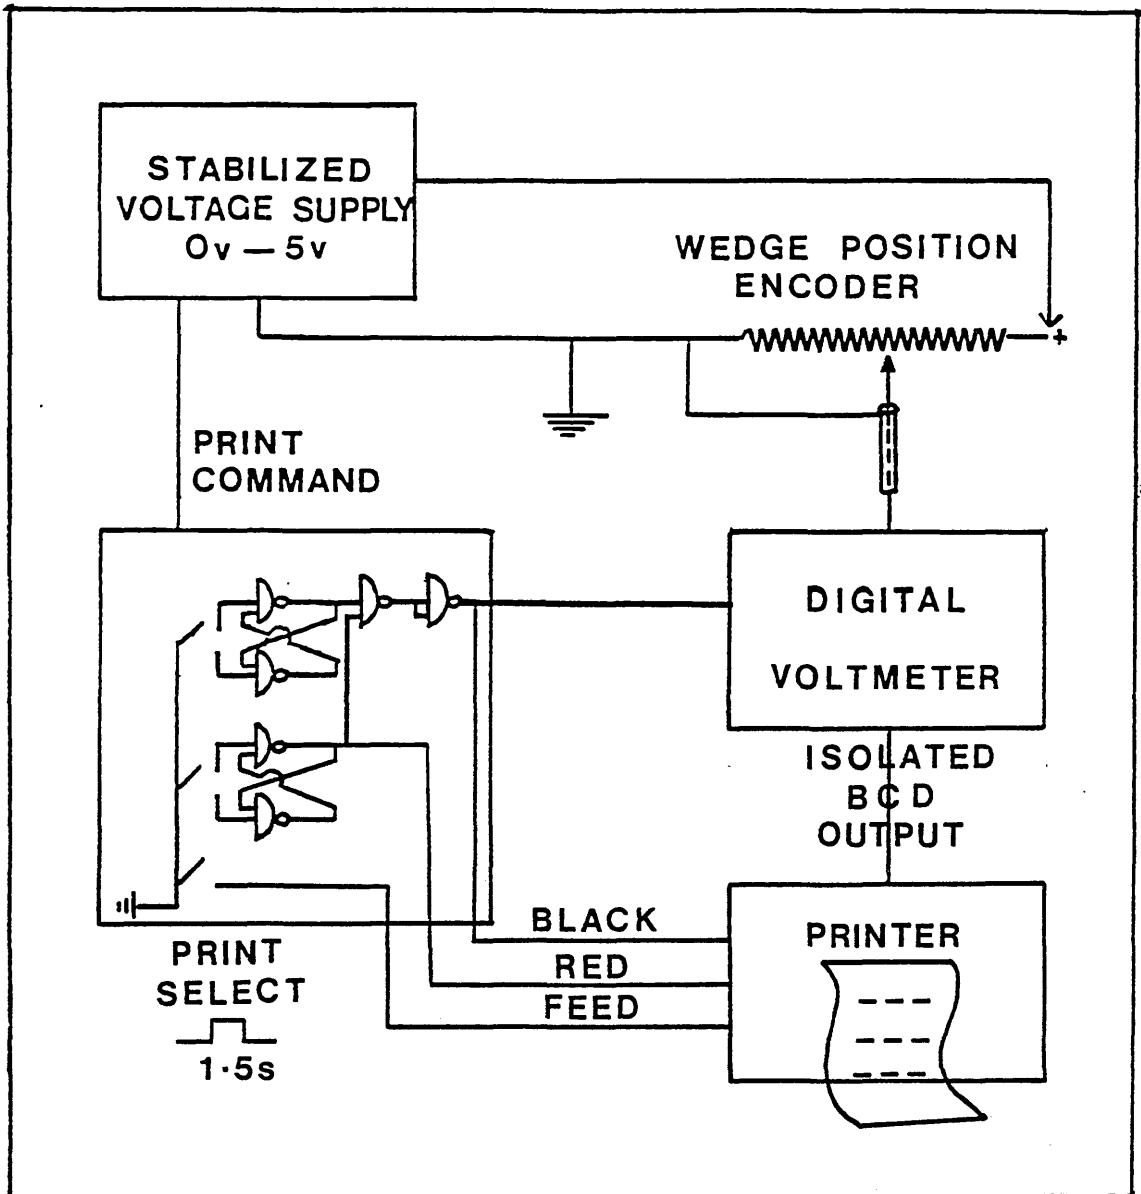 STABILIZED
VOLTAGE SUPPLY
0v — 5v
WEDGE POSITION
ENCODER
+
PRINT
COMMAND
DIGITAL
VOLTMETER
ISOLATED
BCD
OUTPUT
BLACK
RED
FEED
PRINTER
PRINT
SELECT
1·5s